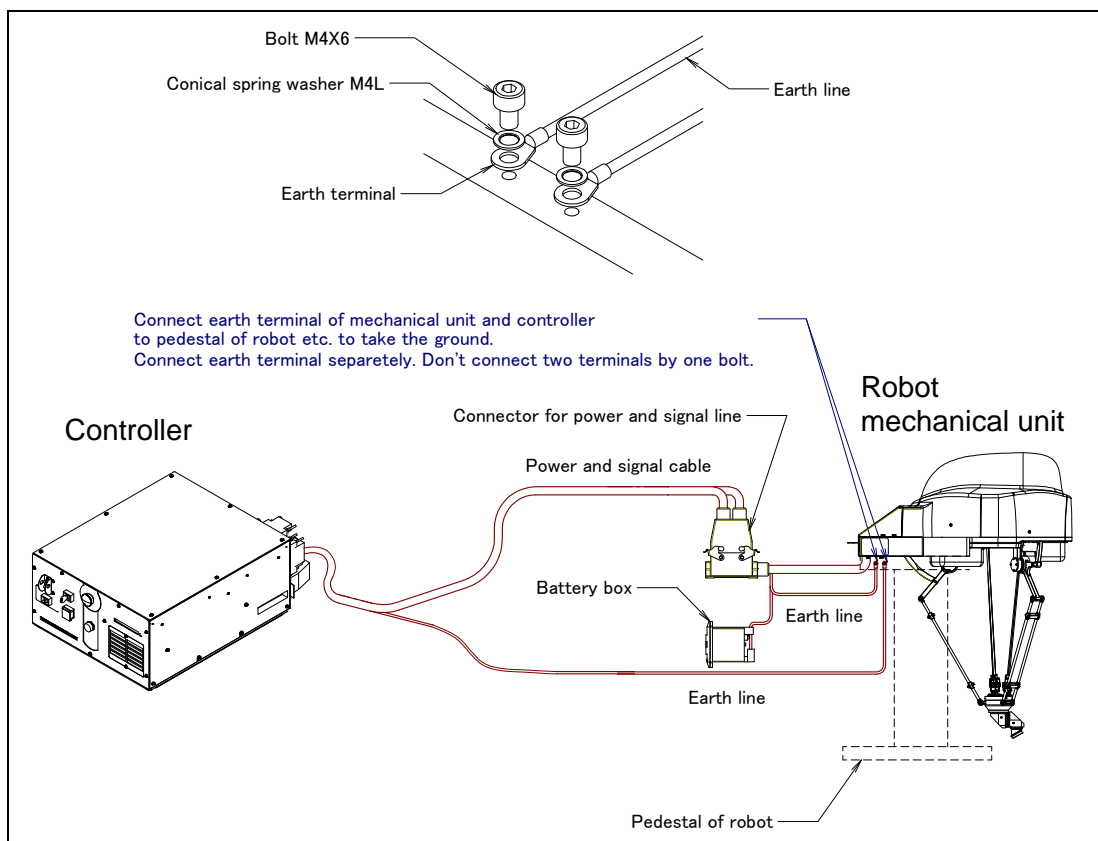 Bolt M4X6
Conical spring washer M4L
Earth line
Earth terminal
Connect earth terminal of mechanical unit and controller
to pedestal of robot etc. to take the ground.
Connect earth terminal separetely. Don't connect two terminals by one bolt.
Robot
mechanical unit
Controller
Connector for power and signal line
Power and signal cable
Battery box
Earth line
Earth line
Pedestal of robot